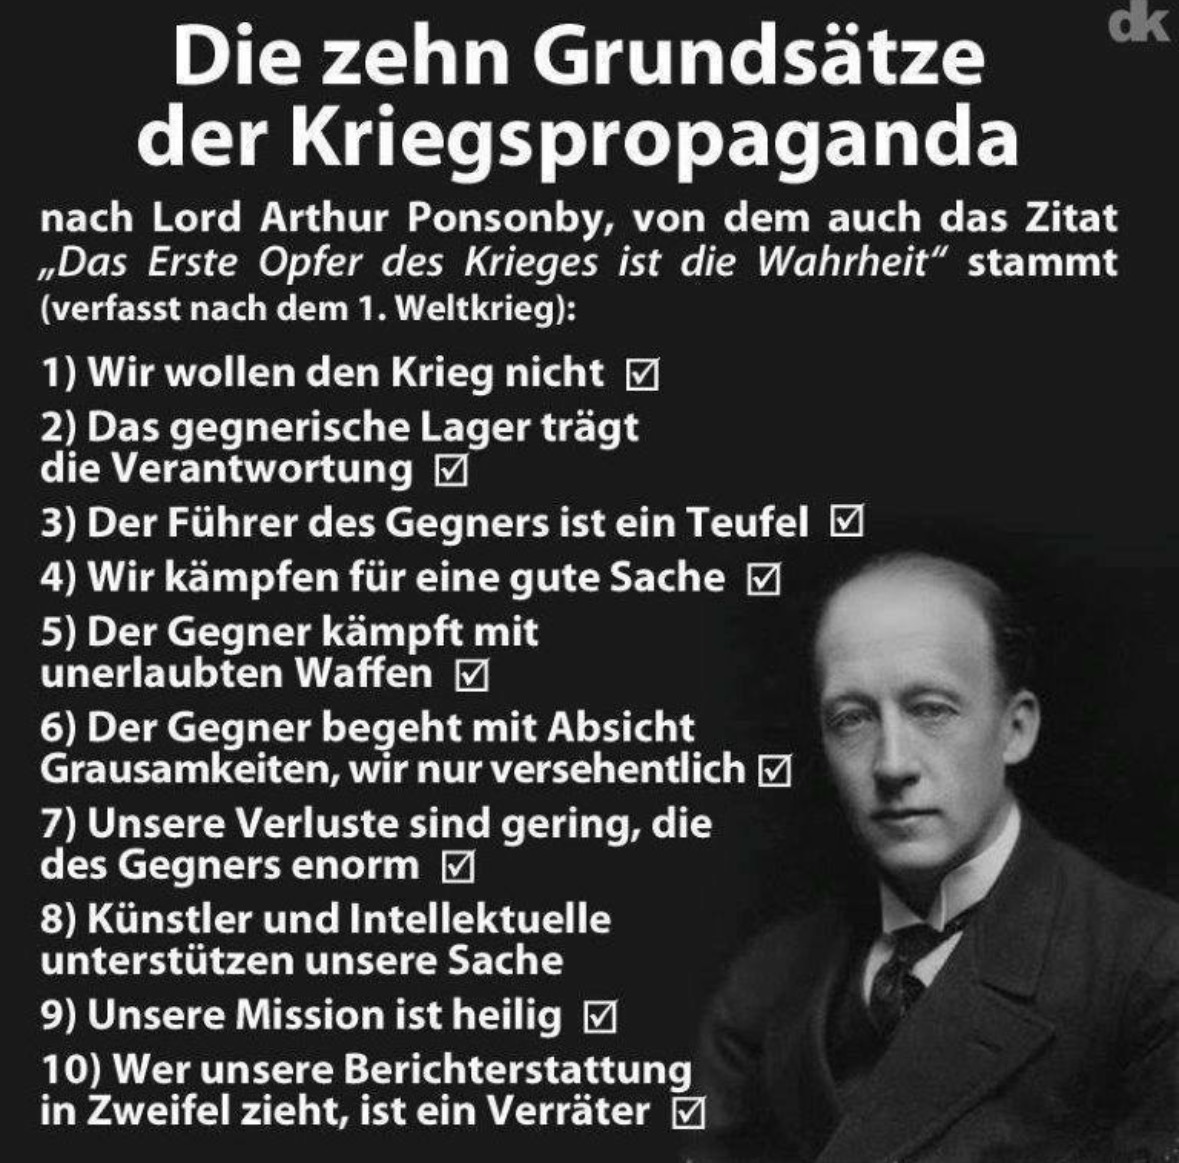 dk
Die zehn Grundsätze
der Kriegspropaganda
nach Lord Arthur Ponsonby, von dem auch das Zitat
„Das Erste Opfer des Krieges ist die Wahrheit“ stammt
(verfasst nach dem 1. Weltkrieg):
1) Wir wollen den Krieg nicht ☑
2) Das gegnerische Lager trägt
die Verantwortung ☑
3) Der Führer des Gegners ist ein Teufel ☑
4) Wir kämpfen für eine gute Sache ☑
5) Der Gegner kämpft mit
unerlaubten Waffen ☑
6) Der Gegner begeht mit Absicht
Grausamkeiten, wir nur versehentlich ☑
7) Unsere Verluste sind gering, die
des Gegners enorm ☑
8) Künstler und Intellektuelle
unterstützen unsere Sache
9) Unsere Mission ist heilig ☑
10) Wer unsere Berichterstattung
in Zweifel zieht, ist ein Verräter ☑